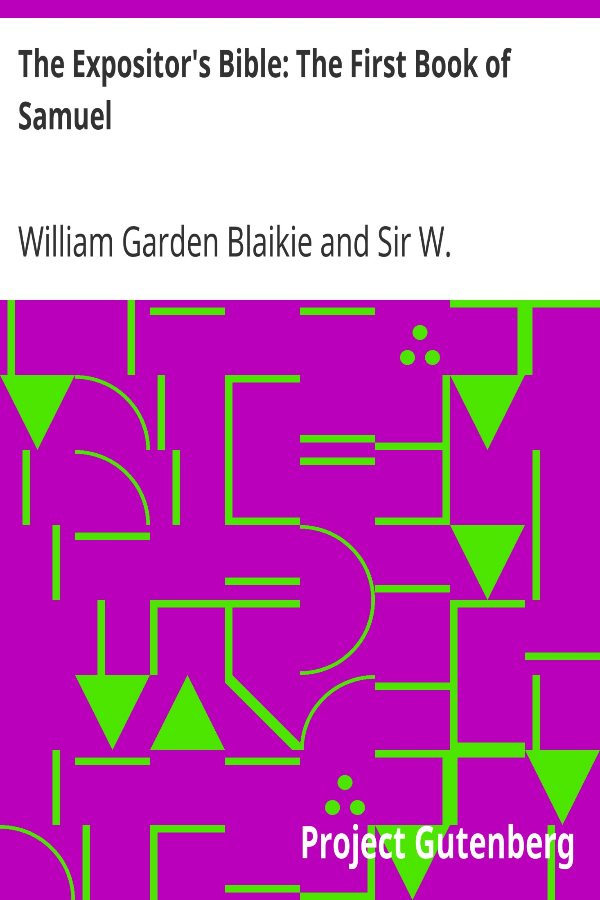 The Expositor's Bible: The First Book of
Samuel
William Garden Blaikie and Sir W.
Project Gutenberg